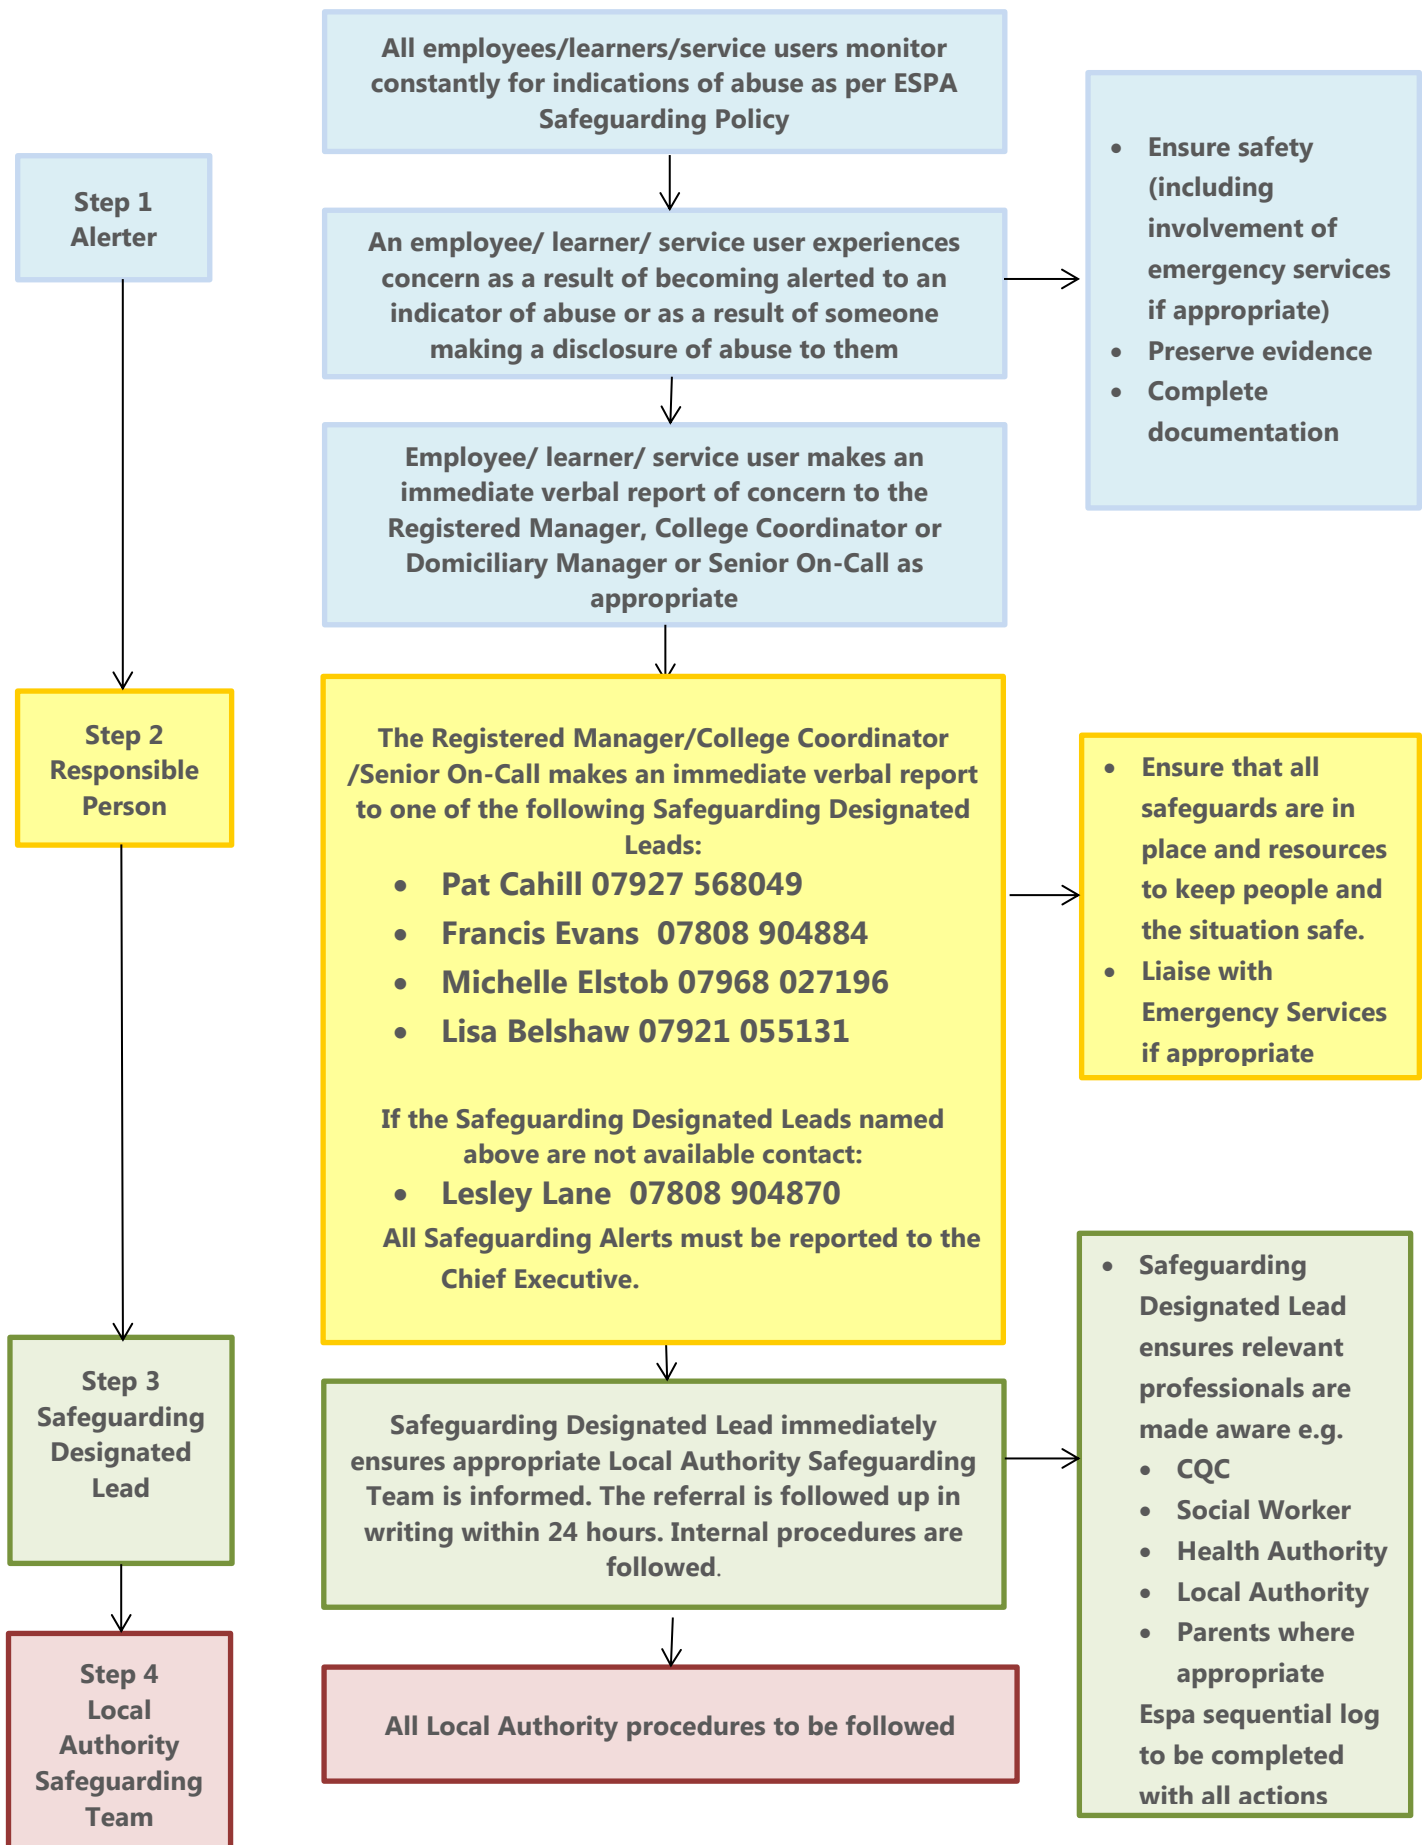 All employees/learners/service users monitor
constantly for indications of abuse as per ESPA
Safeguarding Policy
Step 1
Alerter
An employee/ learner/ service user experiences
concern as a result of becoming alerted to an
indicator of abuse or as a result of someone
making a disclosure of abuse to them
• Ensure safety
(including
involvement of
emergency services
if appropriate)
• Preserve evidence
• Complete
documentation
Employee/ learner/ service user makes an
immediate verbal report of concern to the
Registered Manager, College Coordinator or
Domiciliary Manager or Senior On-Call as
appropriate
Step 2
Responsible
Person
The Registered Manager/College Coordinator
/Senior On-Call makes an immediate verbal report
to one of the following Safeguarding Designated
Leads:
• Pat Cahill 07927 568049
• Francis Evans 07808 904884
• Michelle Elstob 07968 027196
• Lisa Belshaw 07921 055131
If the Safeguarding Designated Leads named
above are not available contact:
• Lesley Lane 07808 904870
All Safeguarding Alerts must be reported to the
Chief Executive.
• Ensure that all
safeguards are in
place and resources
to keep people and
the situation safe.
• Liaise with
Emergency Services
if appropriate
Step 3
Safeguarding
Designated
Lead
Safeguarding Designated Lead immediately
ensures appropriate Local Authority Safeguarding
Team is informed. The referral is followed up in
writing within 24 hours. Internal procedures are
followed.
• Safeguarding
Designated Lead
ensures relevant
professionals are
made aware e.g.
• CQC
• Social Worker
• Health Authority
• Local Authority
• Parents where
appropriate
Espa sequential log
to be completed
with all actions
Step 4
Local
Authority
Safeguarding
Team
All Local Authority procedures to be followed